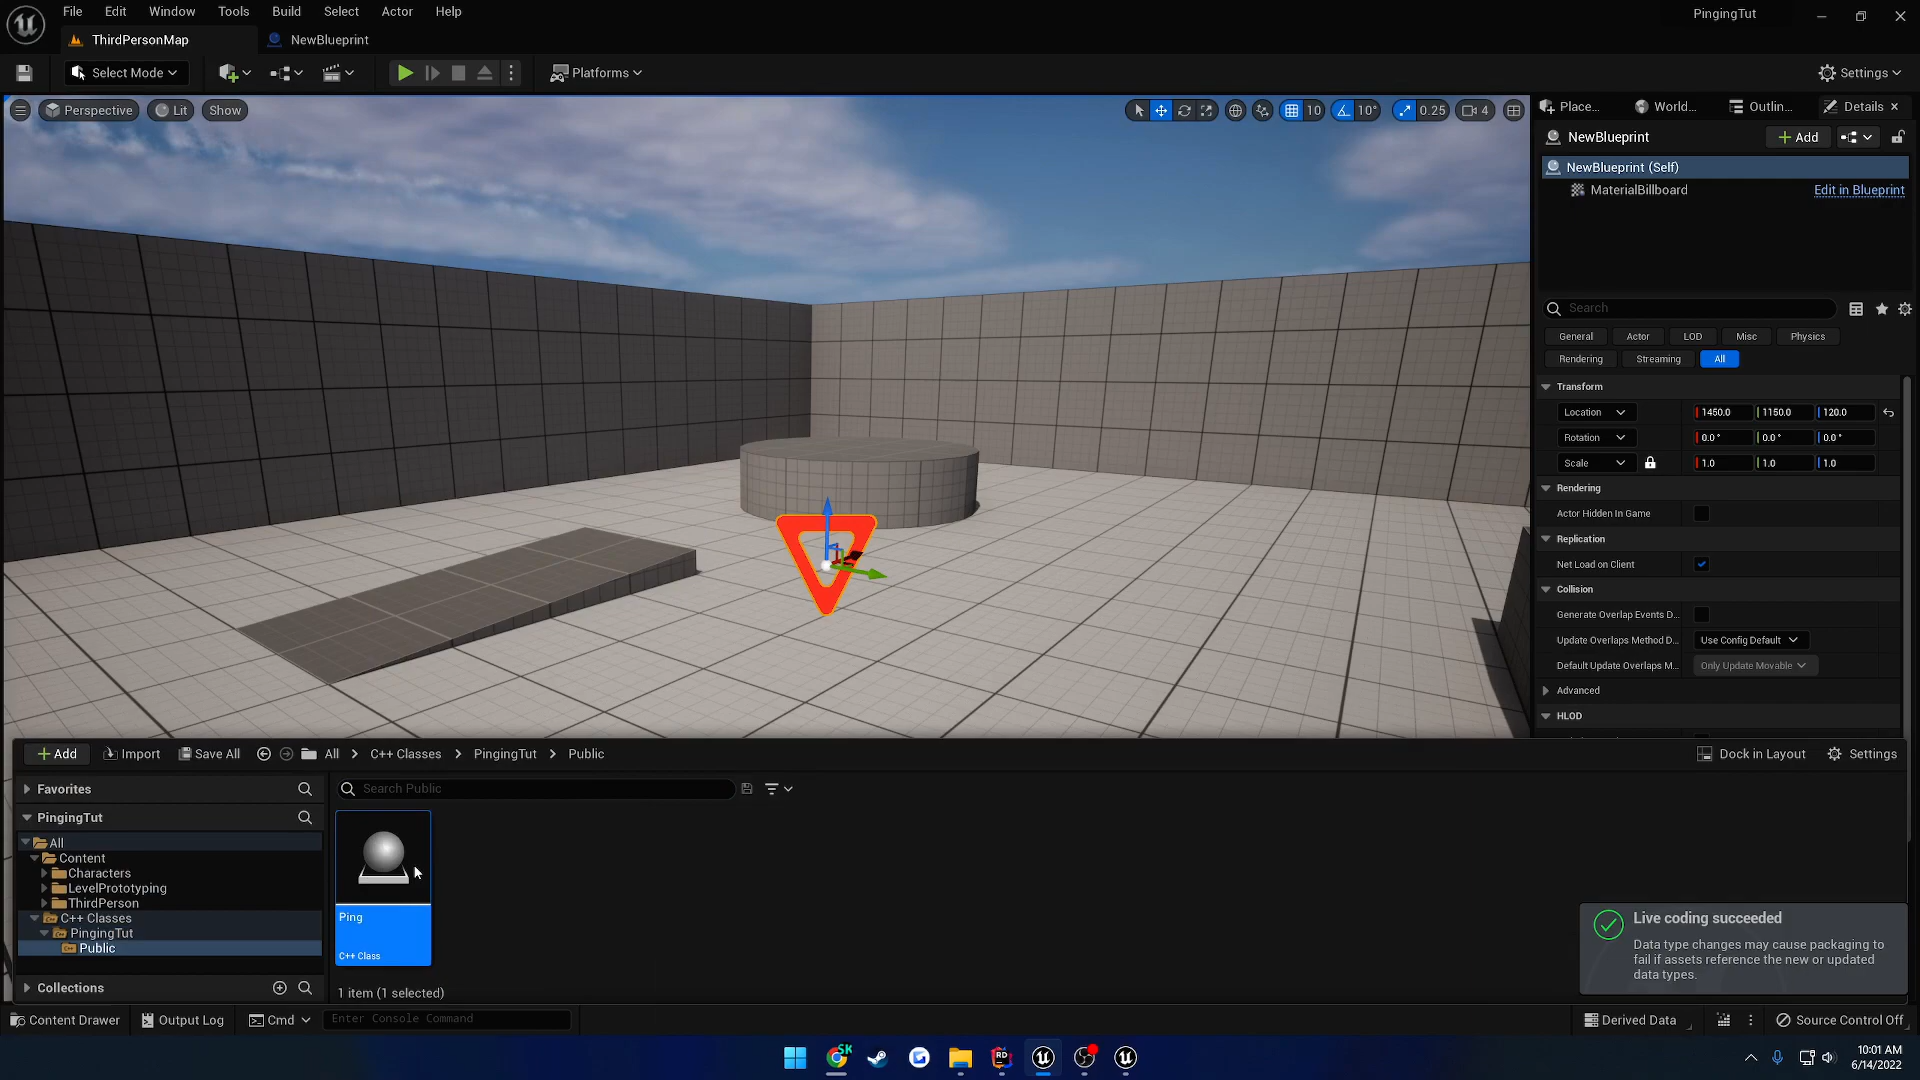 File Edit Window Tools Build Select Actor Help
PingingTut
ThirdPersonMap
NewBlueprint
Select Mode
Platforms
Settings
Perspective
Lit
Show
10
10°
0.25
4
Place...
World...
Outlin...
Details
NewBlueprint
Add
NewBlueprint (Self)
MaterialBillboard
Edit in Blueprint
Search
General
Actor
LOD
Misc
Physics
Rendering
Streaming
All
Transform
Location
1450.0
1150.0
120.0
Rotation
0.0 °
0.0 °
0.0 °
Scale
1.0
1.0
1.0
Rendering
Actor Hidden In Game
Replication
Net Load on Client
Collision
Generate Overlap Events D...
Update Overlaps Method D...
Use Config Default
Default Update Overlaps M...
Only Update Movable
Advanced
HLOD
Add
Import
Save All
All
C++ Classes
PingingTut
Public
Dock in Layout
Settings
Favorites
Search Public
PingingTut
All
Content
Characters
LevelPrototyping
ThirdPerson
C++ Classes
PingingTut
Public
Collections
Ping
C++ Class
1 item (1 selected)
Live coding succeeded
Data type changes may cause packaging to
fail if assets reference the new or updated
data types.
Content Drawer
Output Log
Cmd
Enter Console Command
Derived Data
Source Control Off
SK
RD
10:01 AM
6/14/2022